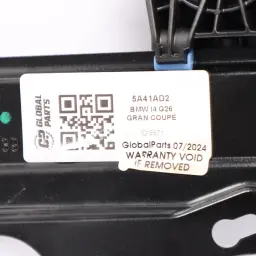 GLOBAL
PARTS
5A41AD2
BMW I4 G26
GRAN COUPE
GlobalParts 07/2024
WARRANTY VOID
IF REMOVED